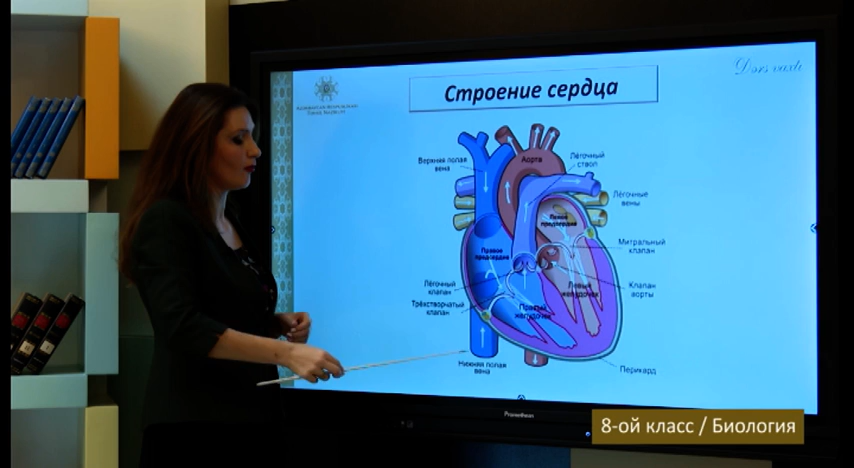 Dərs vaxtı
Строение сердца
Верхняя полая
вена
Аорта
Лёгочный
ствол
Лёгочные
вены
Левое
предсердие
Правое
предсердие
Митральный
клапан
Лёгочный
клапан
Клапан
аорты
Трёхстворчатый
клапан
Левый
желудочек
Правый
желудочек
Нижняя полая
вена
Перикард
Promethean
8-ой класс / Биология